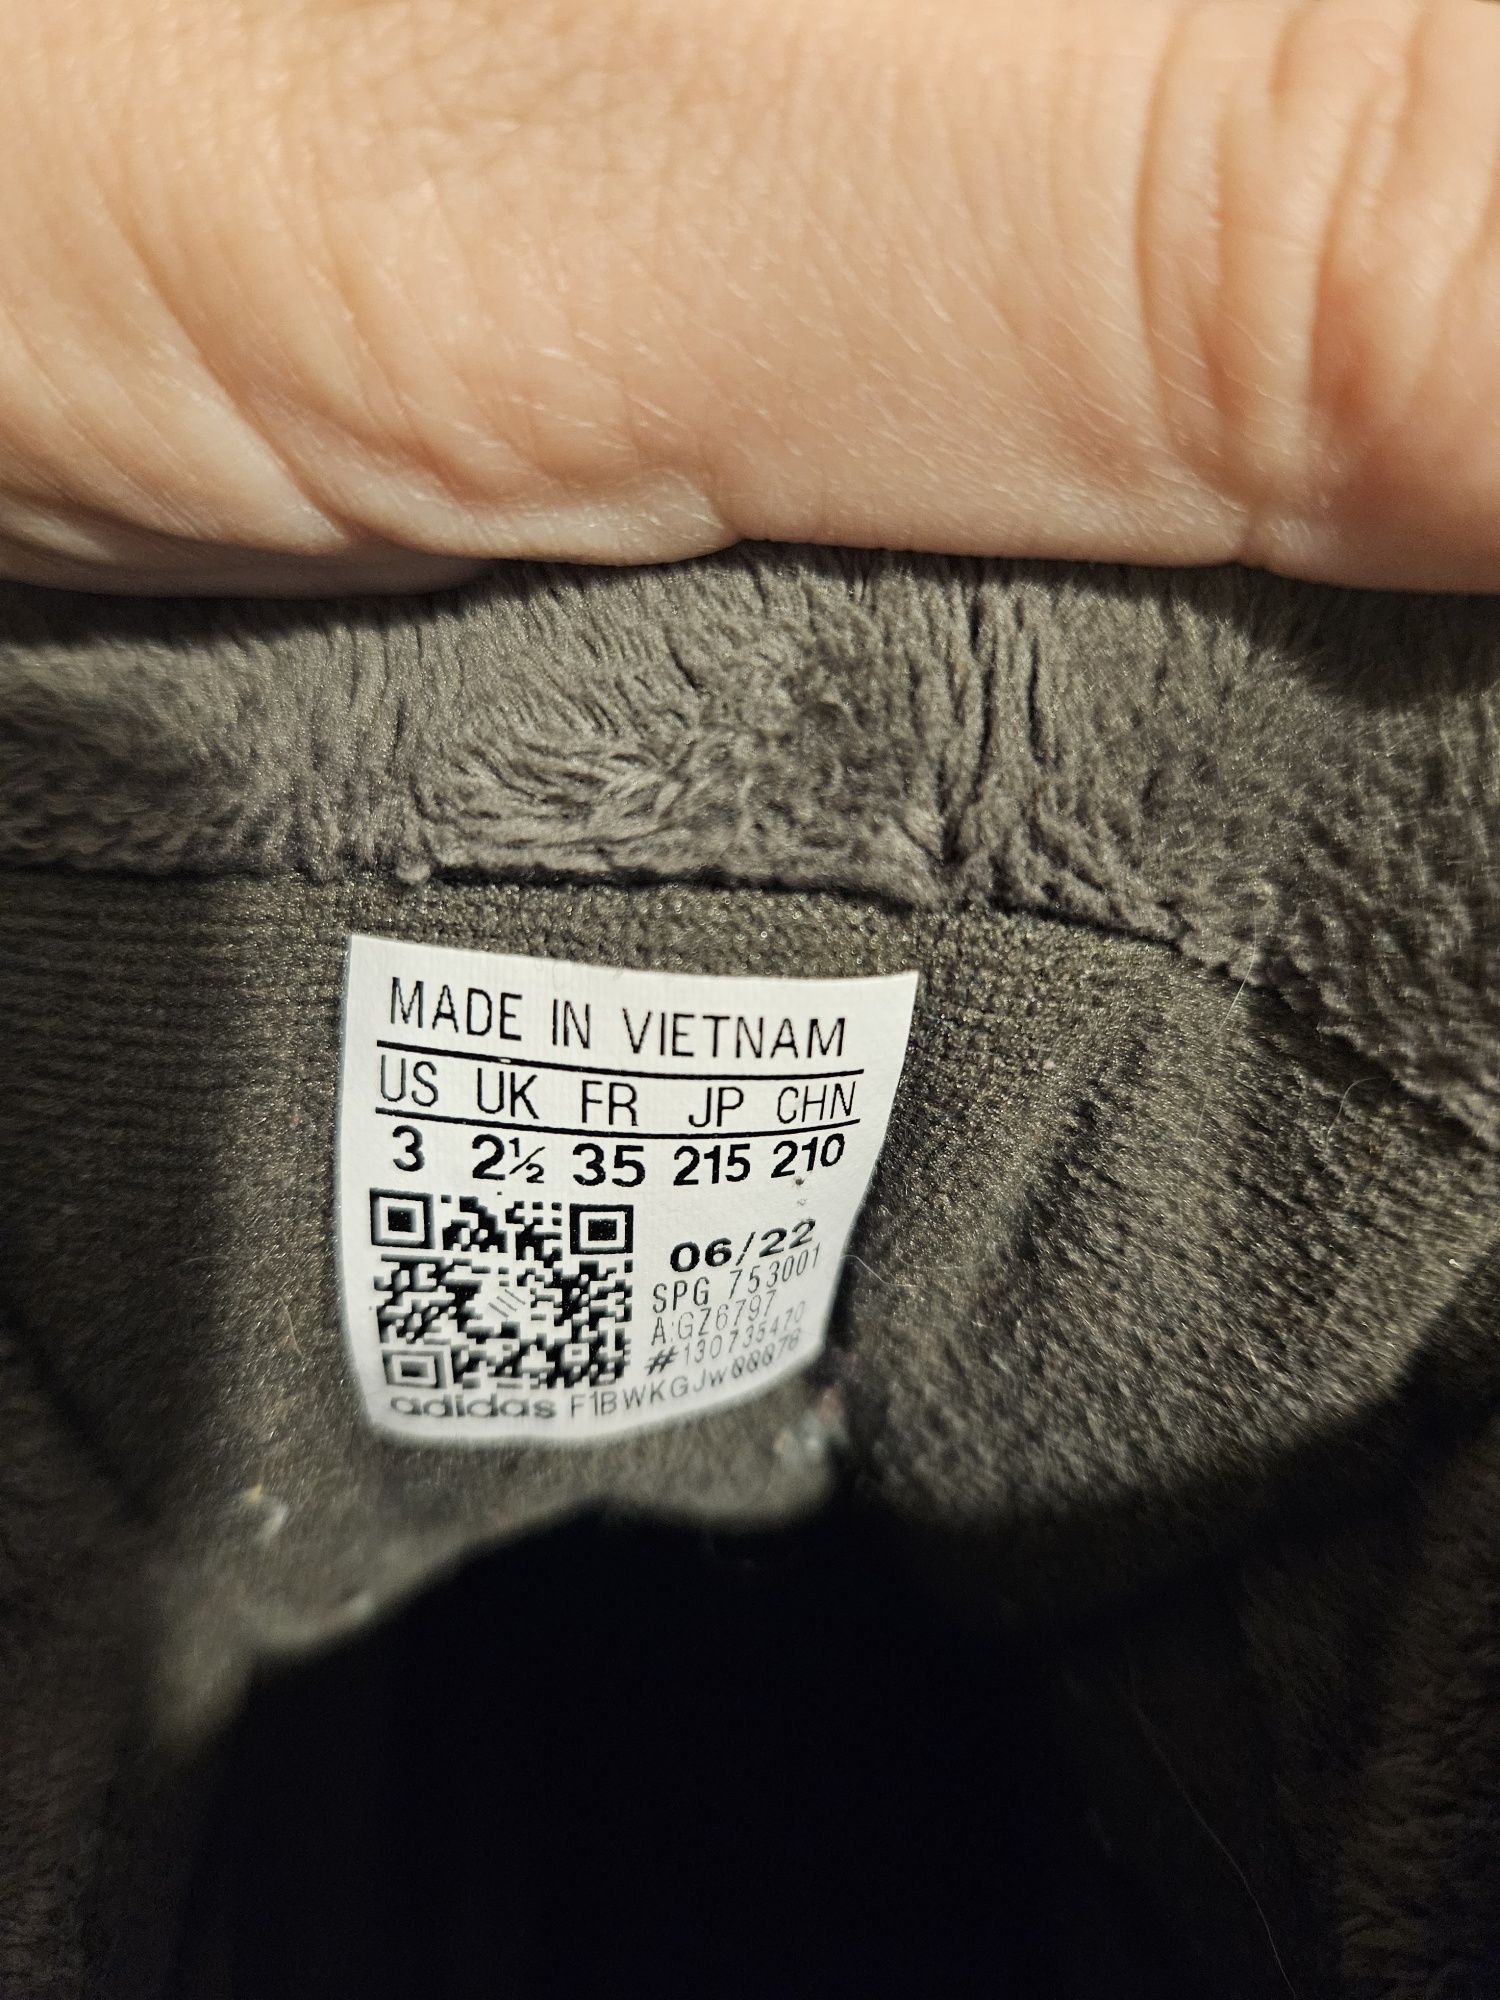 MADE IN VIETNAM
US UK FR JP CHN
3 2½ 35 215 210
06/22
SPG 753001
A:GZ6797
#130735470
adidas F1BWKGJW00078